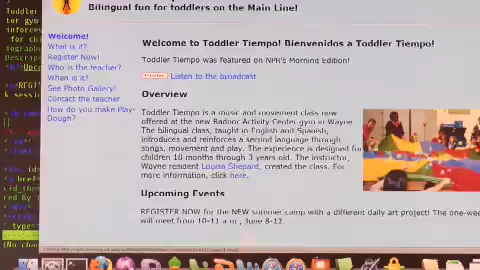 Bilingual fun for toddlers on the Main Line!
Welcome!
What is it?
Register Now!
Who is the teacher?
When is it?
See Photo Gallery!
Contact the teacher
How do you make Play-
Dough?
Welcome to Toddler Tiempo! Bienvenidos a Toddler Tiempo!
Toddler Tiempo was featured on NPR's Morning Edition!
Listen to the broadcast
Overview
Toddler Tiempo is a music and movement class now
offered at the new Radnor Activity Center gym in Wayne
The bilingual class, taught in English and Spanish,
introduces and reinforces a second language through
songs, movement and play. The experience is designed for
children 10 months through 3 years old. The instructor,
Wayne resident Louisa Shepard, created the class. For
more information, click here.
Upcoming Events
REGISTER NOW for the NEW summer camp with a different daily art project! The one-wee
will meet from 10-11 a.m., June 8-12.